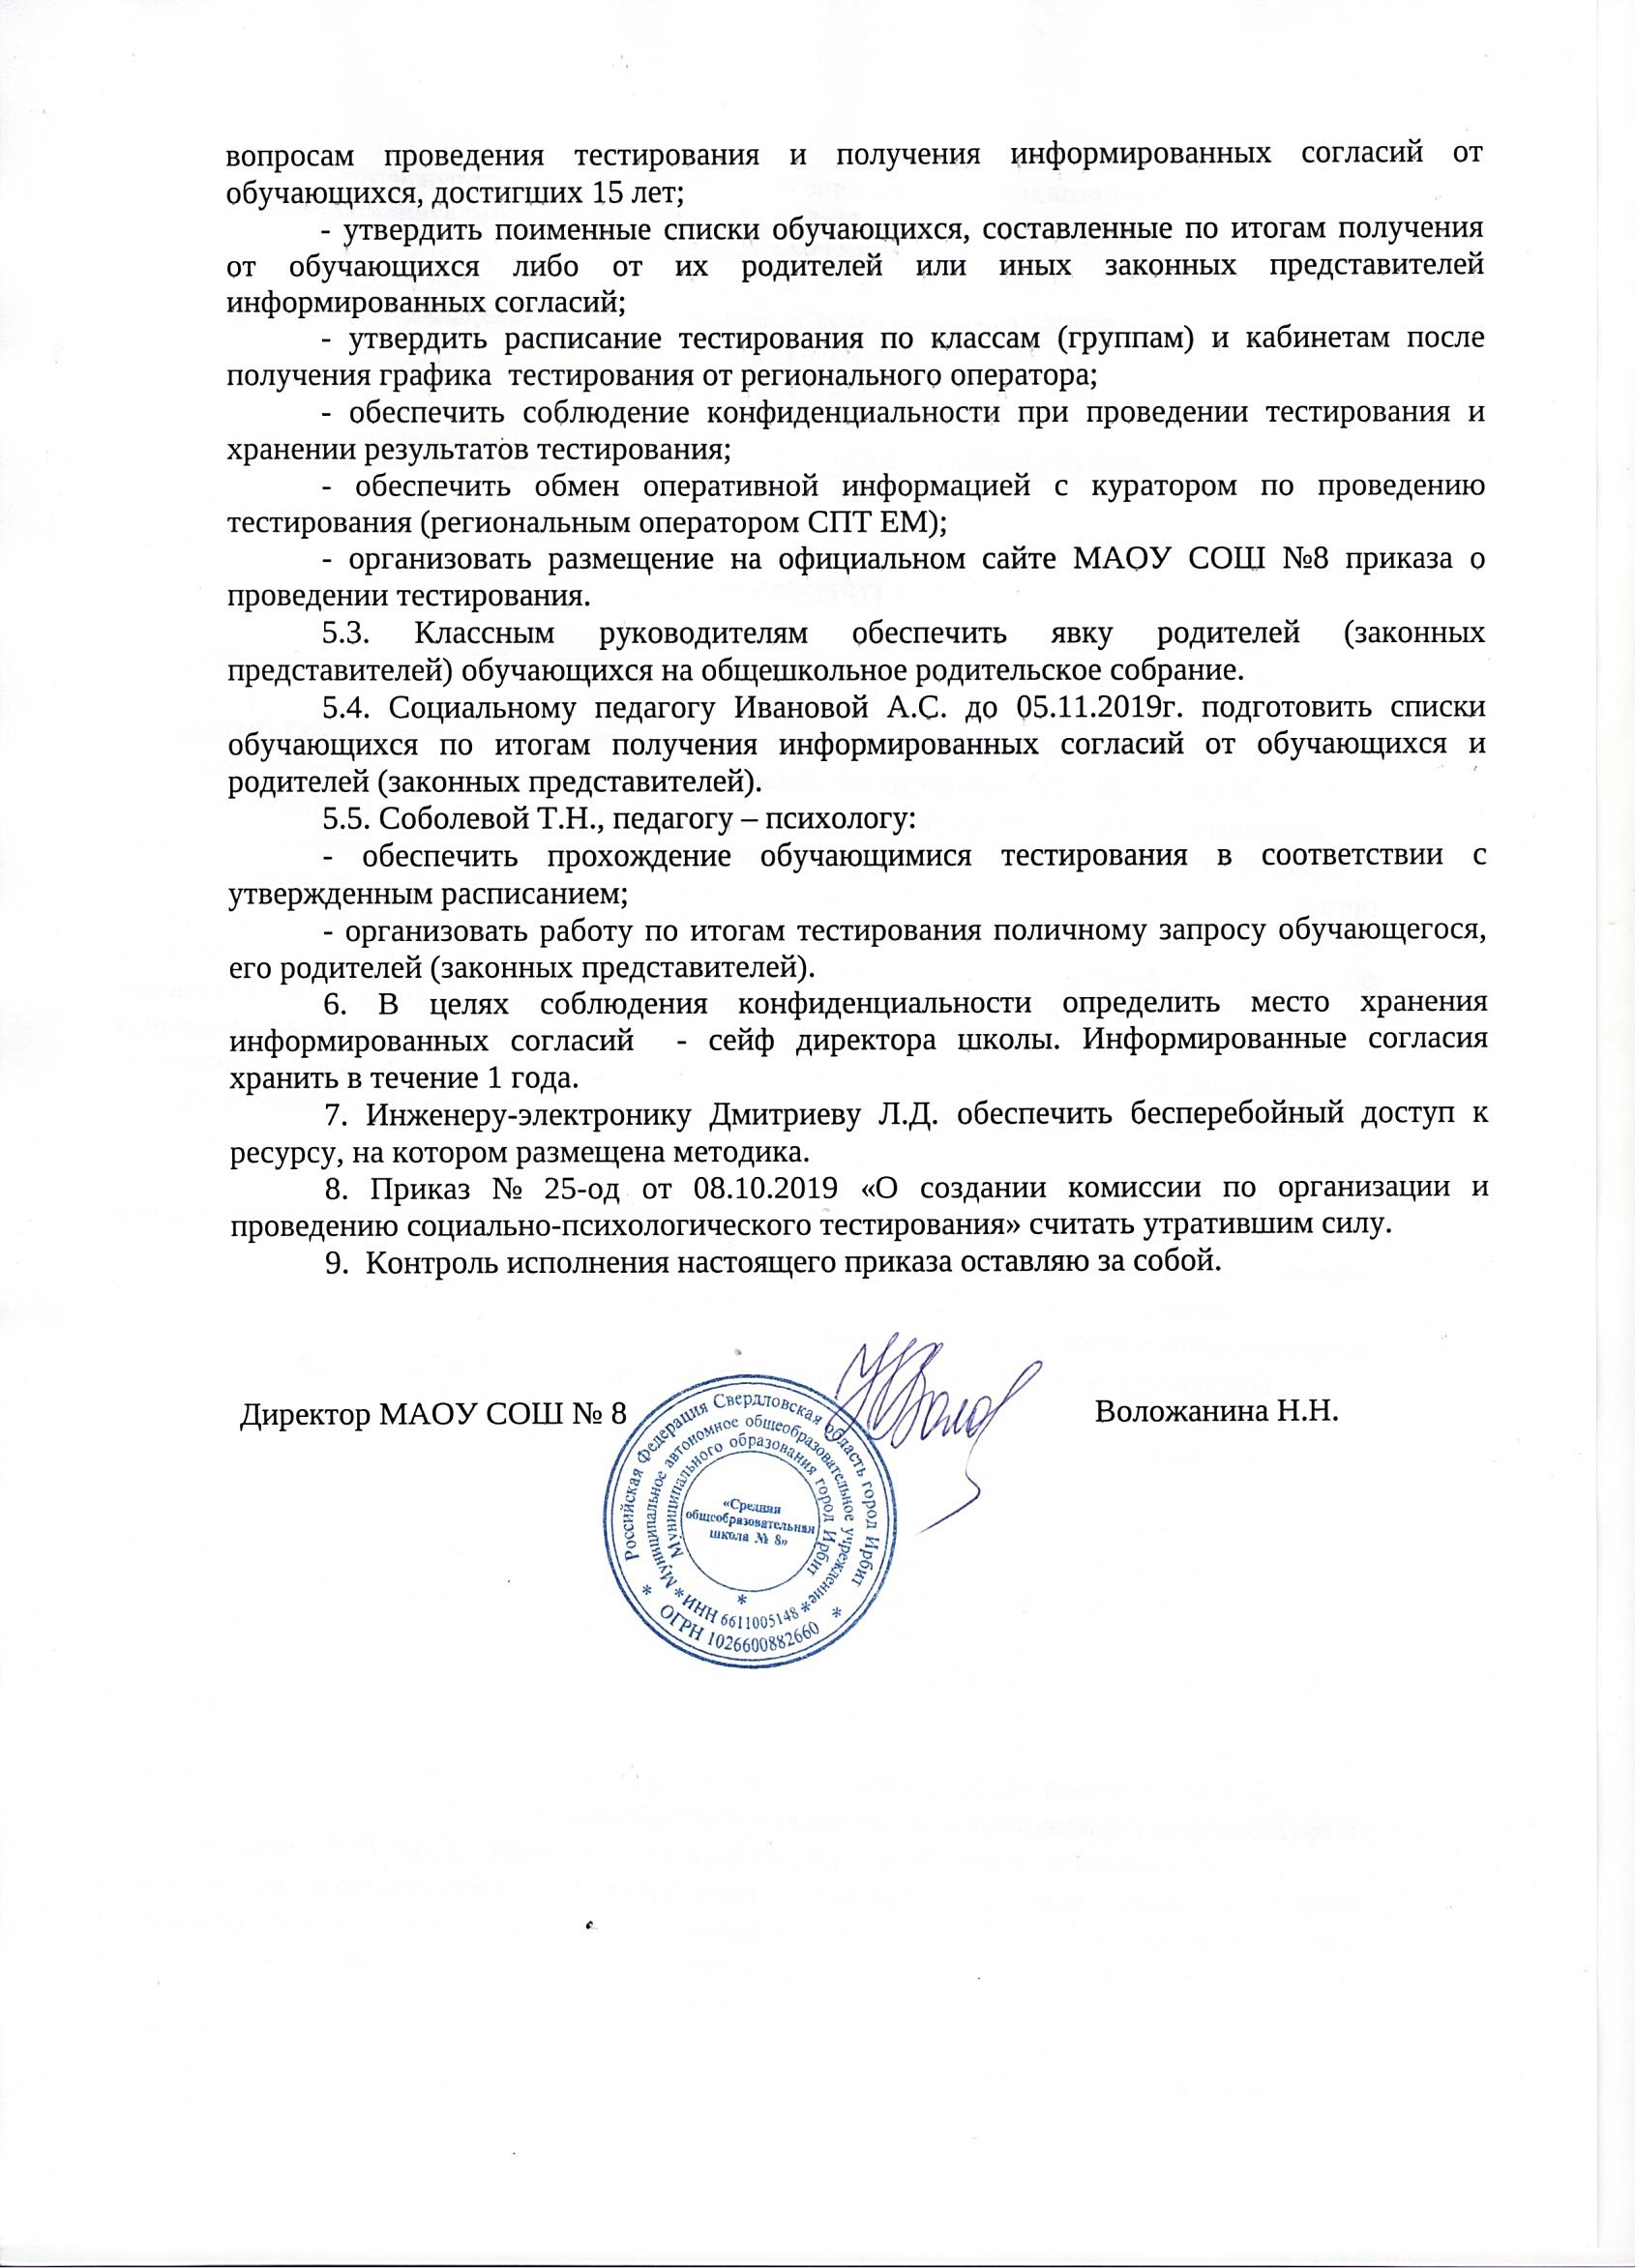 вопросам проведения тестирования и получения информированных согласий от
обучающихся, достигших 15 лет;
- утвердить поименные списки обучающихся, составленные по итогам получения
от обучающихся либо от их родителей или иных законных представителей
информированных согласий;
- утвердить расписание тестирования по классам (группам) и кабинетам после
получения графика тестирования от регионального оператора;
- обеспечить соблюдение конфиденциальности при проведении тестирования и
хранении результатов тестирования;
- обеспечить обмен оперативной информацией с куратором по проведению
тестирования (региональным оператором СПТ ЕМ);
- организовать размещение на официальном сайте МАОУ СОШ №8 приказа о
проведении тестирования.
5.3. Классным руководителям обеспечить явку родителей (законных
представителей) обучающихся на общешкольное родительское собрание.
5.4. Социальному педагогу Ивановой А.С. до 05.11.2019г. подготовить списки
обучающихся по итогам получения информированных согласий от обучающихся и
родителей (законных представителей).
5.5. Соболевой Т.Н., педагогу – психологу:
- обеспечить прохождение обучающимися тестирования в соответствии с
утвержденным расписанием;
- организовать работу по итогам тестирования поличному запросу обучающегося,
его родителей (законных представителей).
6. В целях соблюдения конфиденциальности определить место хранения
информированных согласий - сейф директора школы. Информированные согласия
хранить в течение 1 года.
7. Инженеру-электронику Дмитриеву Л.Д. обеспечить бесперебойный доступ к
ресурсу, на котором размещена методика.
8. Приказ № 25-од от 08.10.2019 «О создании комиссии по организации и
проведению социально-психологического тестирования» считать утратившим силу.
9. Контроль исполнения настоящего приказа оставляю за собой.
Директор МАОУ СОШ № 8
Воложанина Н.Н.
Российская Федерация Свердловская область город Ирбит
* ОГРН 1026600882660 *
Муниципальное автономное общеобразовательное учреждение
* ИНН 6611005148 *
Муниципального образования город Ирбит
*
«Средняя
общеобразовательная
школа № 8»